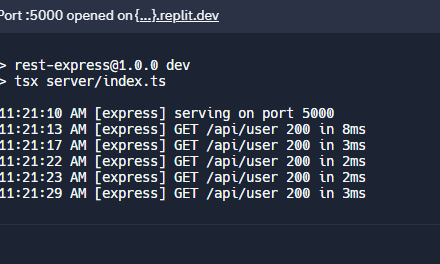 Port :5000 opened on {...}.replit.dev
> rest-express@1.0.0 dev
> tsx server/index.ts
11:21:10 AM [express] serving on port 5000
11:21:13 AM [express] GET /api/user 200 in 8ms
11:21:17 AM [express] GET /api/user 200 in 3ms
11:21:22 AM [express] GET /api/user 200 in 2ms
11:21:23 AM [express] GET /api/user 200 in 2ms
11:21:29 AM [express] GET /api/user 200 in 3ms